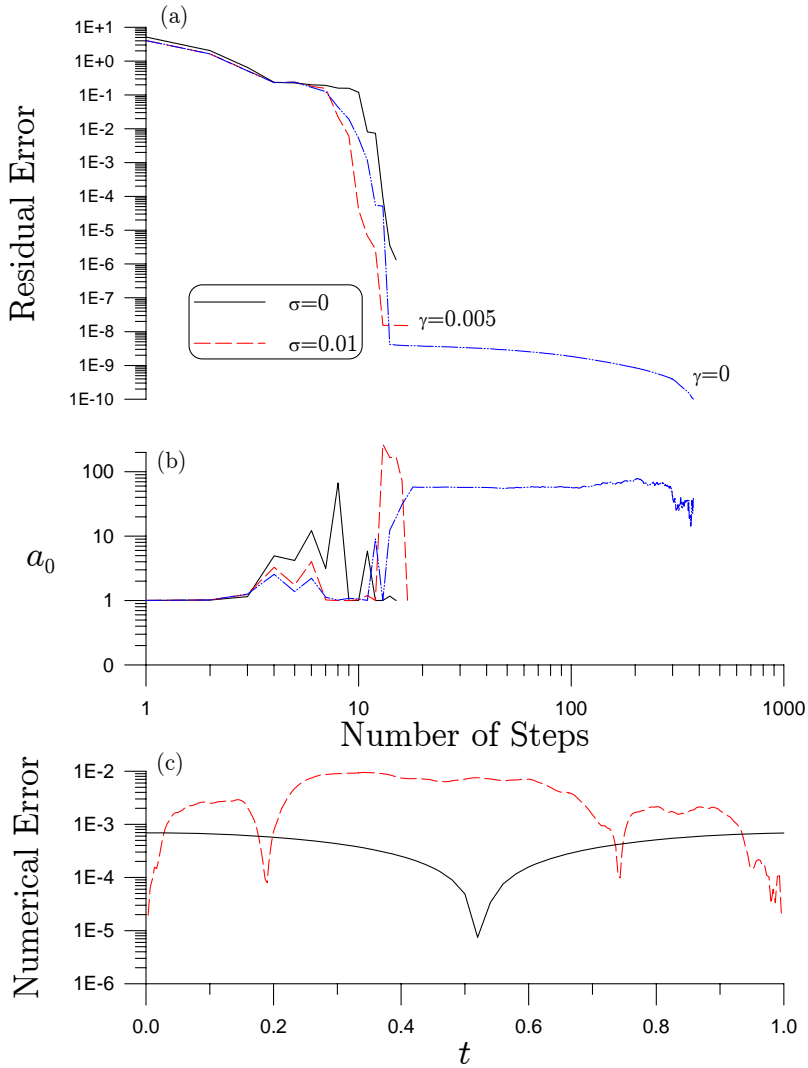 (a)
1E+1
1E+0
1E-1
1E-2
1E-3
1E-4
1E-5
1E-6
1E-7
1E-8
1E-9
1E-10
Residual Error
σ=0
σ=0.01
γ=0.005
γ=0
(b)
100
10
1
0
a₀
1
10
100
1000
Number of Steps
(c)
1E-2
1E-3
1E-4
1E-5
1E-6
Numerical Error
0.0
0.2
0.4
0.6
0.8
1.0
t